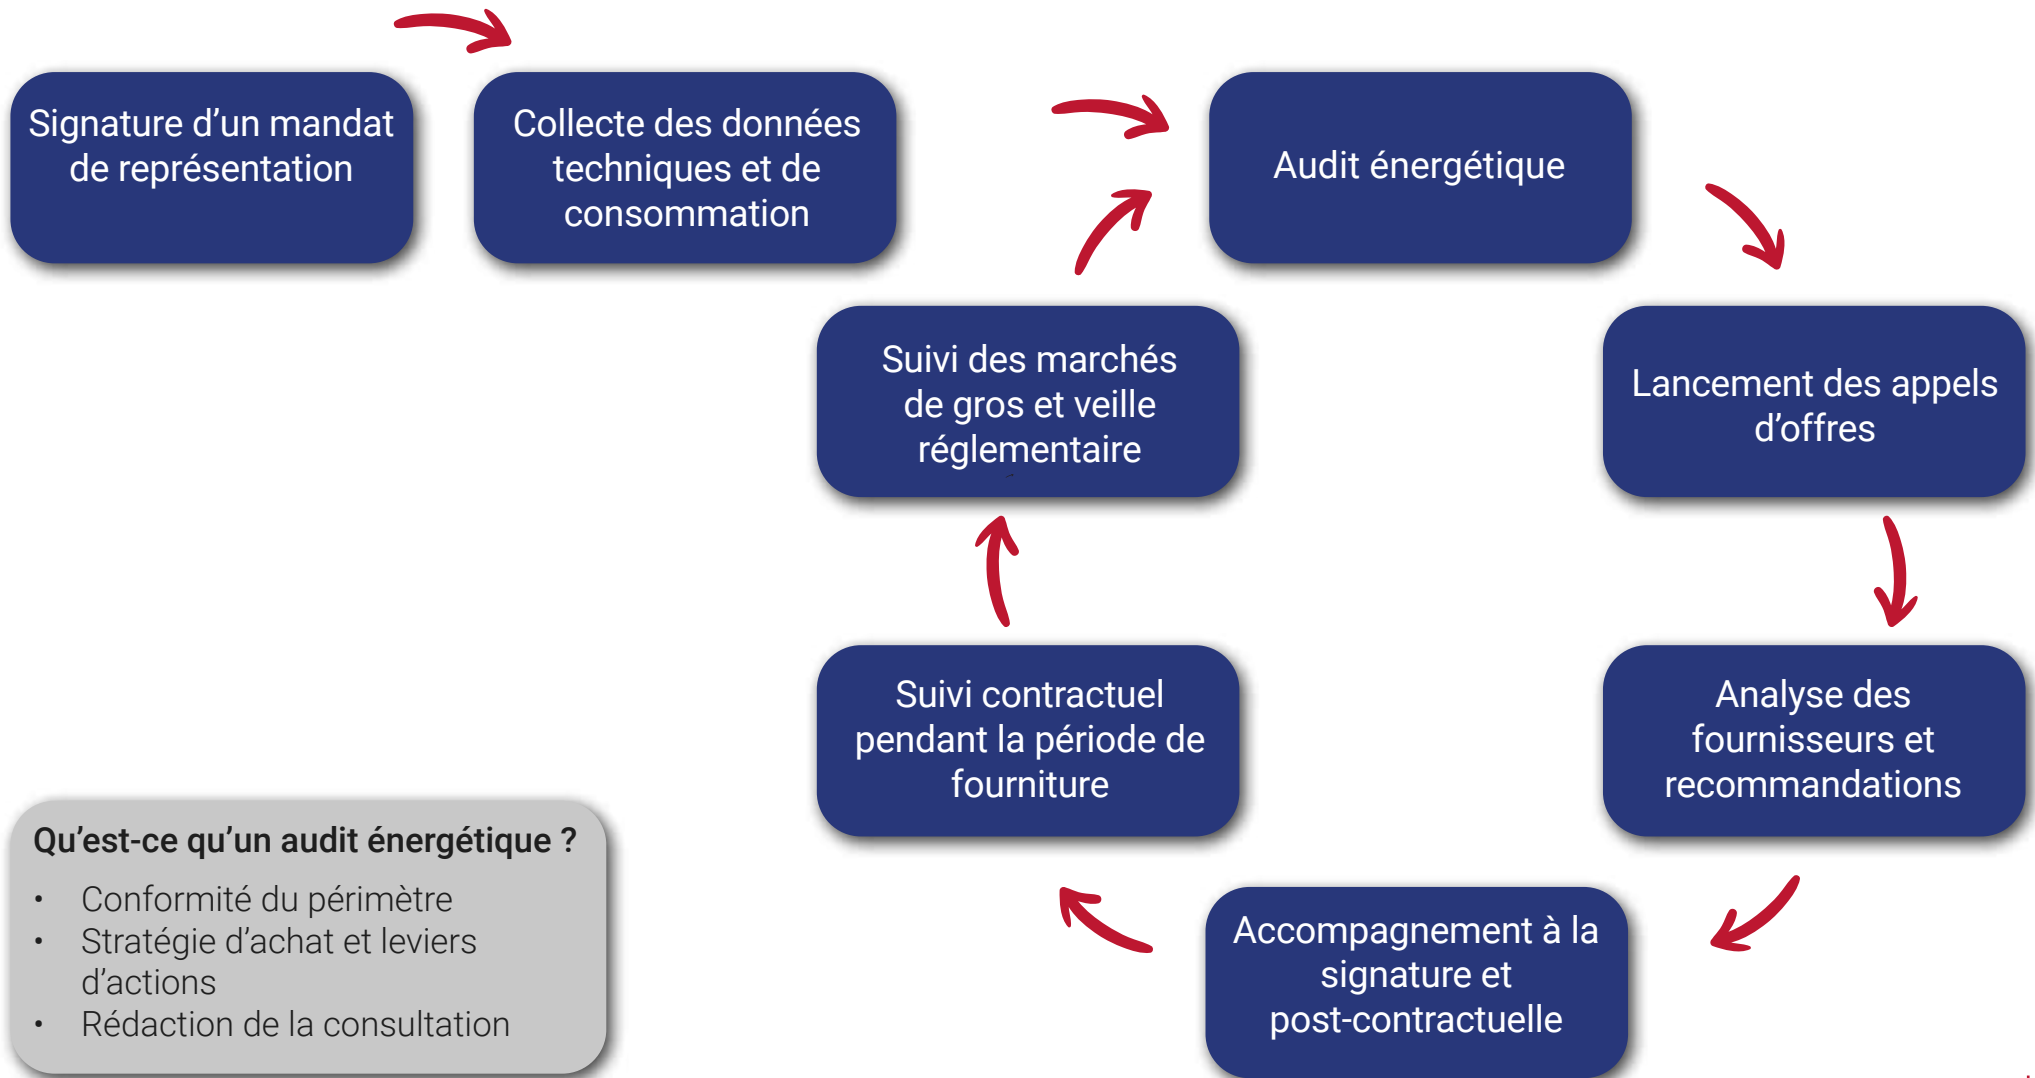 Signature d’un mandat
de représentation
Collecte des données
techniques et de
consommation
Audit énergétique
Lancement des appels
d’offres
Analyse des
fournisseurs et
recommandations
Accompagnement à la
signature et
post-contractuelle
Suivi contractuel
pendant la période de
fourniture
Suivi des marchés
de gros et veille
réglementaire
Qu’est-ce qu’un audit énergétique ?
• Conformité du périmètre
• Stratégie d’achat et leviers
d’actions
• Rédaction de la consultation